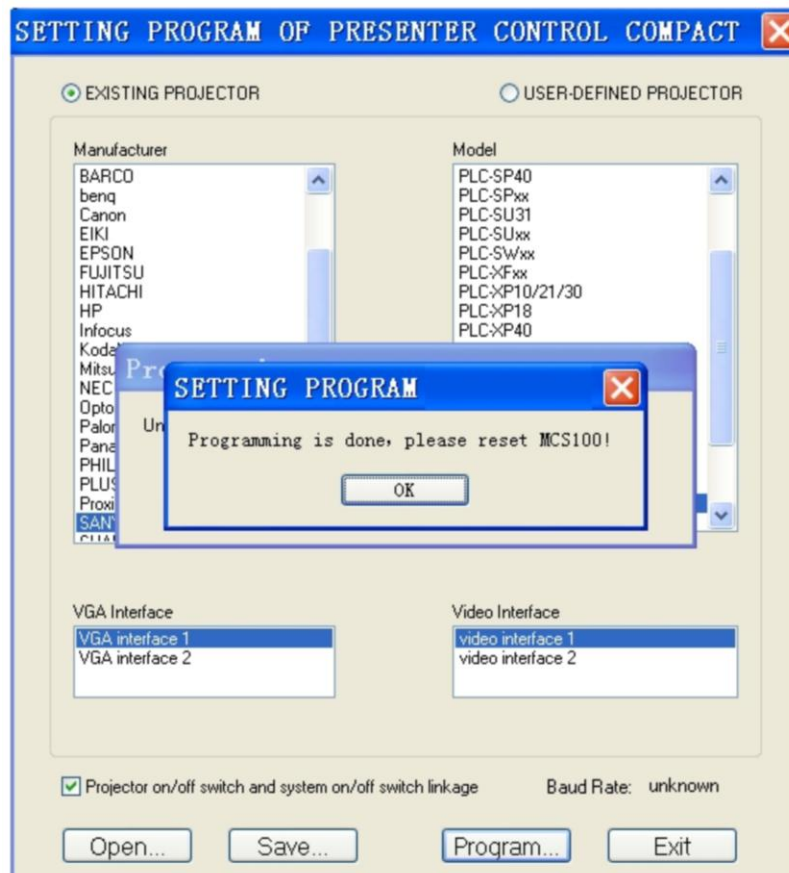 SETTING PROGRAM OF PRESENTER CONTROL COMPACT
EXISTING PROJECTOR
USER-DEFINED PROJECTOR
Manufacturer
BARCO
benq
Canon
EIKI
EPSON
FUJITSU
HITACHI
HP
Infocus
Model
PLC-SP40
PLC-SPxx
PLC-SU31
PLC-SUxx
PLC-SWxx
PLC-XFxx
PLC-XP10/21/30
PLC-XP18
PLC-XP40
NEC
SETTING PROGRAM
Programming is done, please reset MCS100!
OK
VGA Interface
VGA interface 1
VGA interface 2
Video Interface
video interface 1
video interface 2
Projector on/off switch and system on/off switch linkage
Baud Rate: unknown
Open...
Save...
Program...
Exit